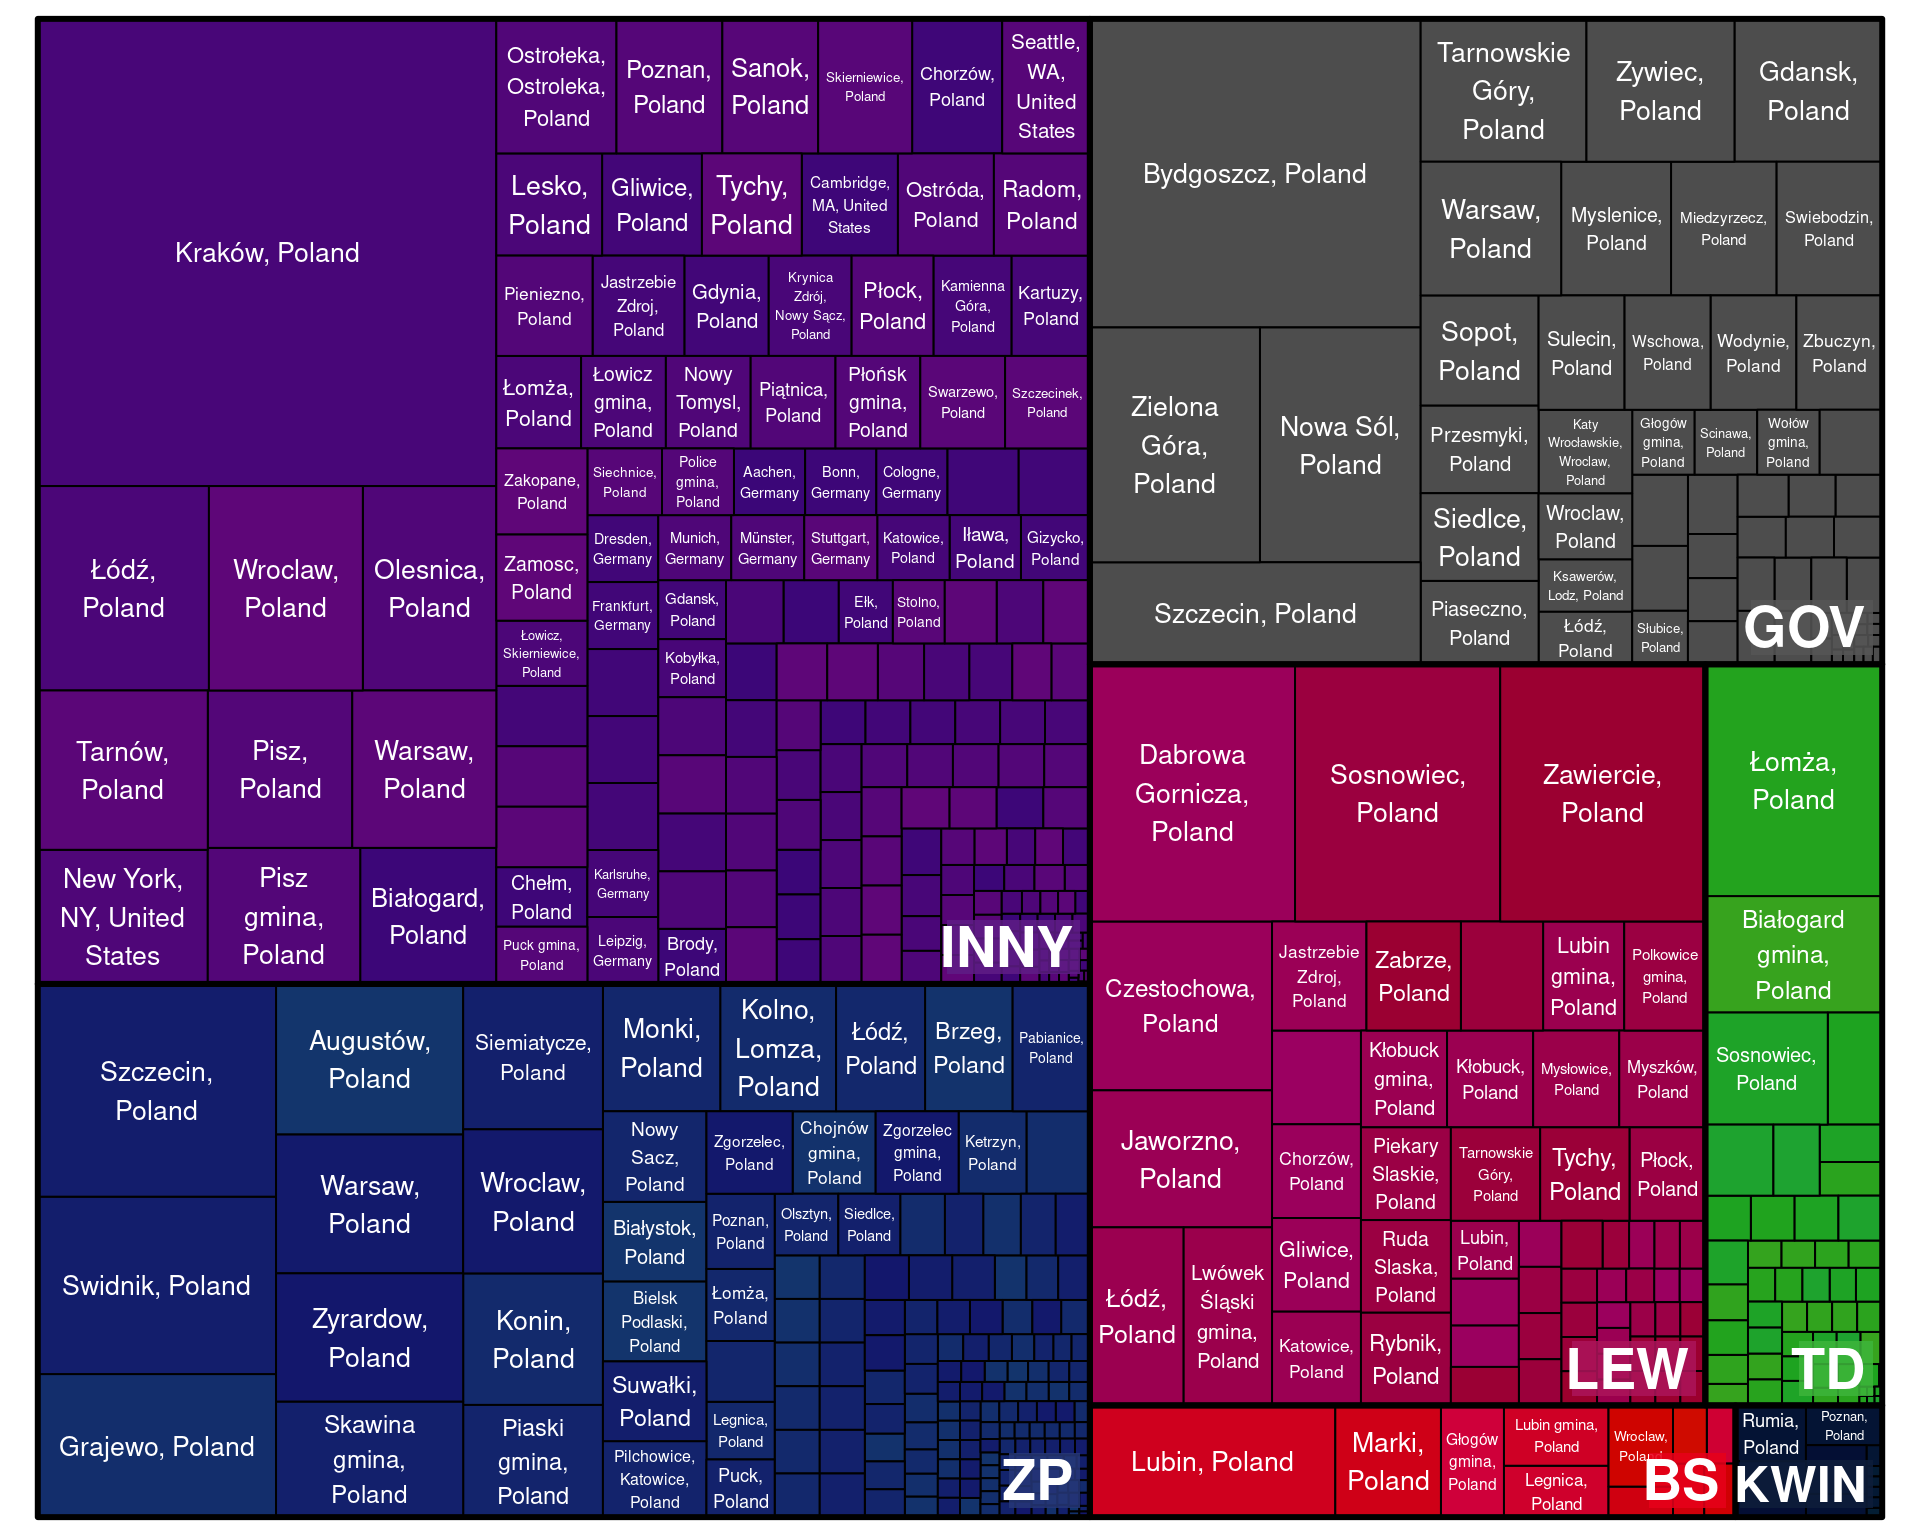 Kraków, Poland
Łódź,
Poland
Wroclaw,
Poland
Olesnica,
Poland
Tarnów,
Poland
Pisz,
Poland
Warsaw,
Poland
New York,
NY, United
States
Pisz
gmina,
Poland
Białogard,
Poland
Ostrołeka,
Ostroleka,
Poland
Poznan,
Poland
Sanok,
Poland
Skierniewice,
Poland
Chorzów,
Poland
Seattle,
WA,
United
States
Lesko,
Poland
Gliwice,
Poland
Tychy,
Poland
Cambridge,
MA, United
States
Ostróda,
Poland
Radom,
Poland
Pieniezno,
Poland
Jastrzebie
Zdroj,
Poland
Gdynia,
Poland
Krynica
Zdrój,
Nowy Sącz,
Poland
Płock,
Poland
Kamienna
Góra,
Poland
Kartuzy,
Poland
Łomża,
Poland
Łowicz
gmina,
Poland
Nowy
Tomysl,
Poland
Piątnica,
Poland
Płońsk
gmina,
Poland
Swarzewo,
Poland
Szczecinek,
Poland
Zakopane,
Poland
Zamosc,
Poland
Łowicz,
Skierniewice,
Poland
Chełm,
Poland
Puck gmina,
Poland
Siechnice,
Poland
Police
gmina,
Poland
Aachen,
Germany
Bonn,
Germany
Cologne,
Germany
Dresden,
Germany
Frankfurt,
Germany
Karlsruhe,
Germany
Leipzig,
Germany
Munich,
Germany
Münster,
Germany
Stuttgart,
Germany
Katowice,
Poland
Iława,
Poland
Gizycko,
Poland
Gdansk,
Poland
Kobyłka,
Poland
Brody,
Poland
Ełk,
Poland
Stolno,
Poland
INNY
Bydgoszcz, Poland
Zielona
Góra,
Poland
Nowa Sól,
Poland
Szczecin, Poland
Tarnowskie
Góry,
Poland
Zywiec,
Poland
Gdansk,
Poland
Warsaw,
Poland
Myslenice,
Poland
Miedzyrzecz,
Poland
Swiebodzin,
Poland
Sopot,
Poland
Przesmyki,
Poland
Siedlce,
Poland
Piaseczno,
Poland
Sulecin,
Poland
Wschowa,
Poland
Wodynie,
Poland
Zbuczyn,
Poland
Katy
Wrocławskie,
Wroclaw,
Poland
Wroclaw,
Poland
Ksawerów,
Lodz, Poland
Łódź,
Poland
Głogów
gmina,
Poland
Scinawa,
Poland
Wołów
gmina,
Poland
Słubice,
Poland
GOV
Szczecin,
Poland
Swidnik, Poland
Grajewo, Poland
Augustów,
Poland
Warsaw,
Poland
Zyrardow,
Poland
Skawina
gmina,
Poland
Siemiatycze,
Poland
Wroclaw,
Poland
Konin,
Poland
Piaski
gmina,
Poland
Monki,
Poland
Kolno,
Lomza,
Poland
Łódź,
Poland
Brzeg,
Poland
Pabianice,
Poland
Nowy
Sacz,
Poland
Białystok,
Poland
Bielsk
Podlaski,
Poland
Suwałki,
Poland
Pilchowice,
Katowice,
Poland
Zgorzelec,
Poland
Chojnów
gmina,
Poland
Zgorzelec
gmina,
Poland
Ketrzyn,
Poland
Poznan,
Poland
Łomża,
Poland
Legnica,
Poland
Puck,
Poland
Olsztyn,
Poland
Siedlce,
Poland
ZP
Dabrowa
Gornicza,
Poland
Sosnowiec,
Poland
Zawiercie,
Poland
Czestochowa,
Poland
Jaworzno,
Poland
Łódź,
Poland
Lwówek
Śląski
gmina,
Poland
Jastrzebie
Zdroj,
Poland
Zabrze,
Poland
Lubin
gmina,
Poland
Polkowice
gmina,
Poland
Chorzów,
Poland
Gliwice,
Poland
Katowice,
Poland
Kłobuck
gmina,
Poland
Kłobuck,
Poland
Mysłowice,
Poland
Myszków,
Poland
Piekary
Slaskie,
Poland
Ruda
Slaska,
Poland
Rybnik,
Poland
Tarnowskie
Góry,
Poland
Tychy,
Poland
Płock,
Poland
Lubin,
Poland
LEW
Łomża,
Poland
Białogard
gmina,
Poland
Sosnowiec,
Poland
TD
Lubin, Poland
Marki,
Poland
Głogów
gmina,
Poland
Lubin gmina,
Poland
Legnica,
Poland
Wroclaw,
Poland
BS
Rumia,
Poland
Poznan,
Poland
KWIN